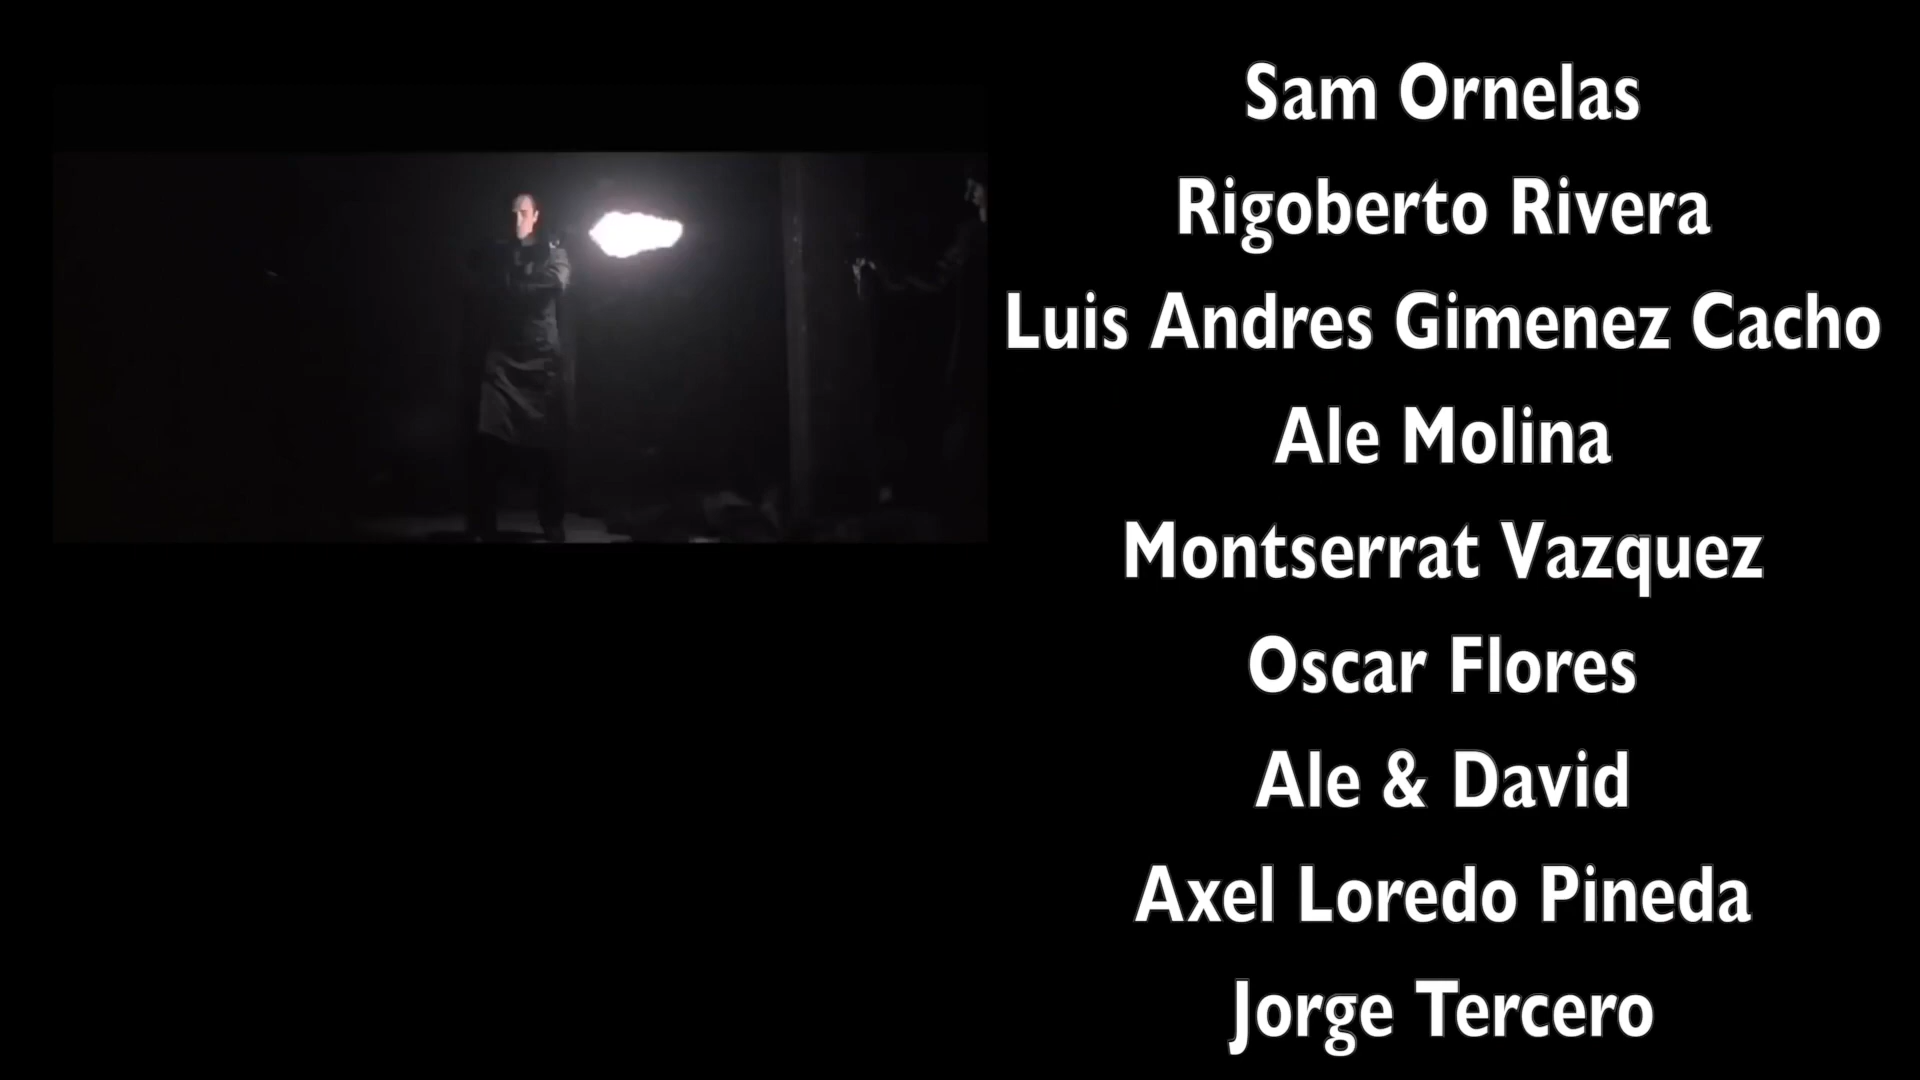 Sam Ornelas
Rigoberto Rivera
Luis Andres Gimenez Cacho
Ale Molina
Montserrat Vazquez
Oscar Flores
Ale & David
Axel Loredo Pineda
Jorge Tercero